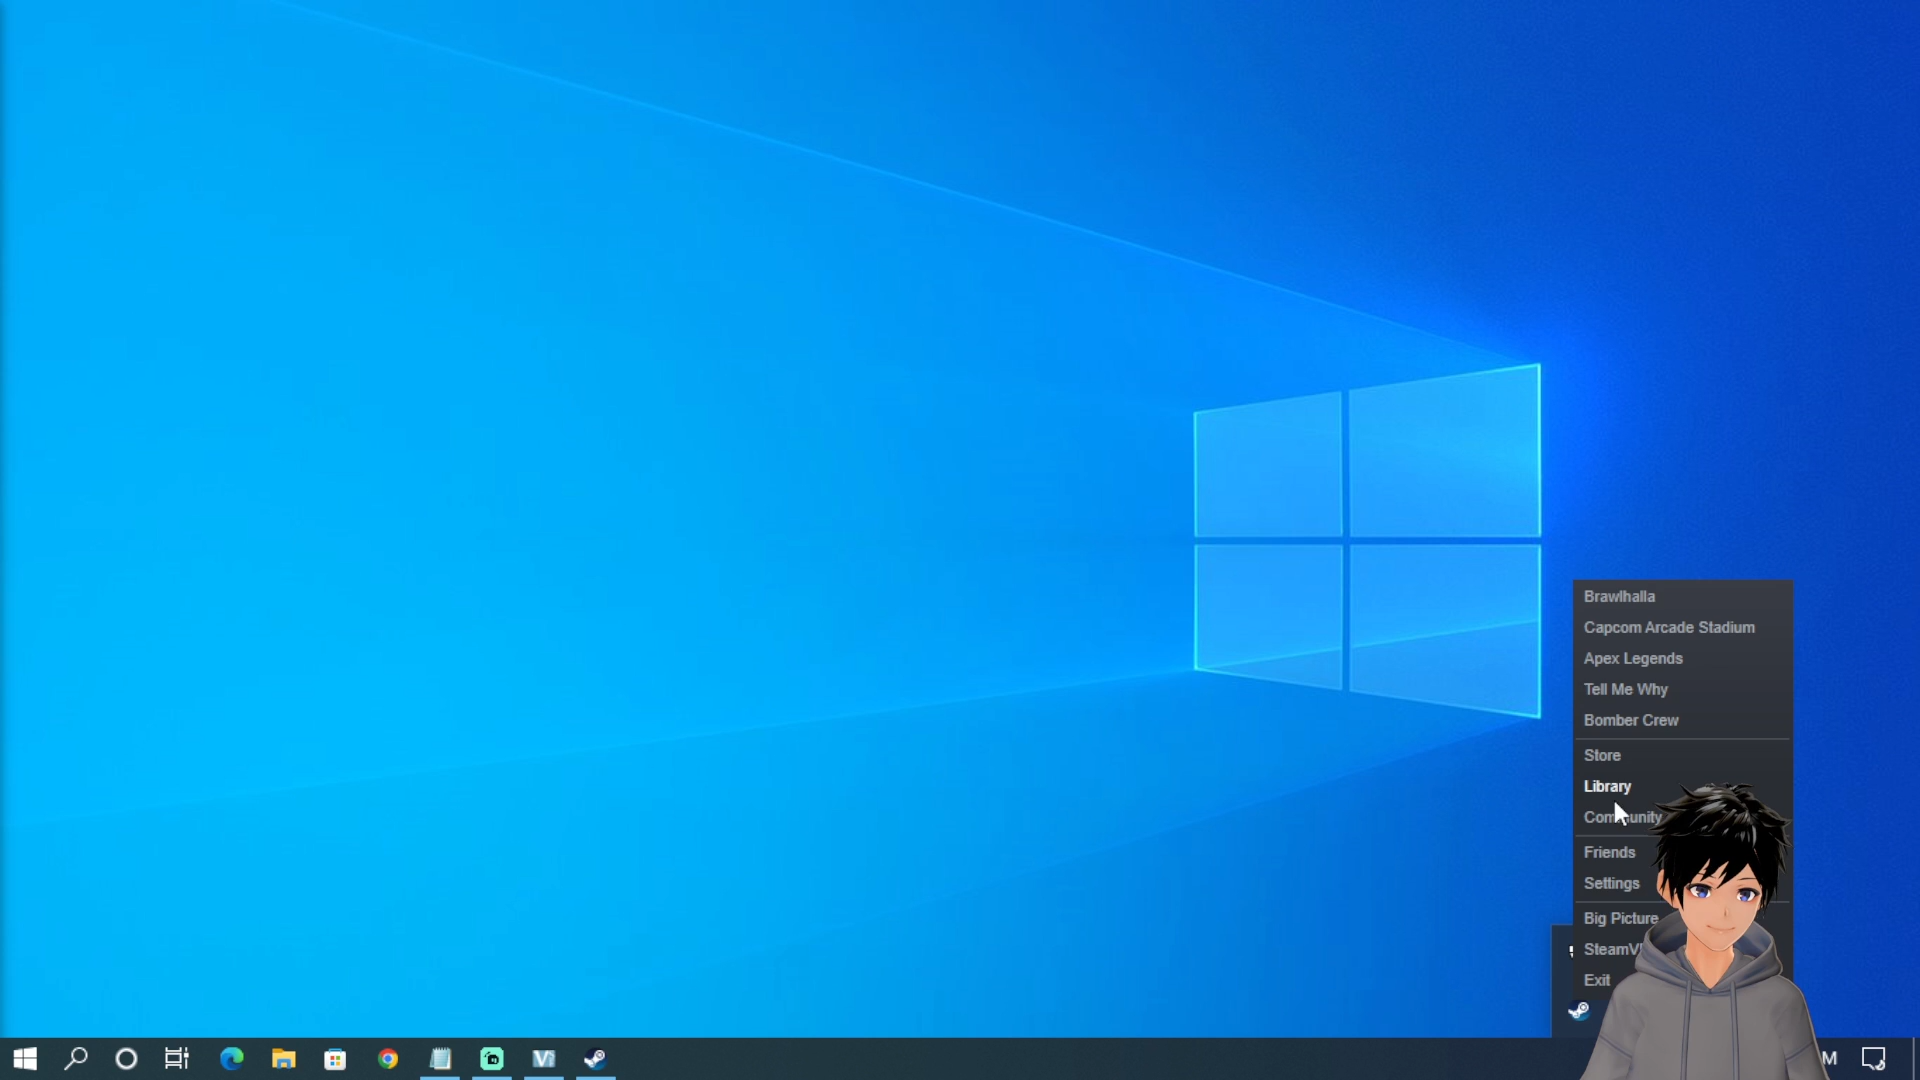 Brawlhalla
Capcom Arcade Stadium
Apex Legends
Tell Me Why
Bomber Crew
Store
Library
Friends
Settings
Big Picture
Exit
M